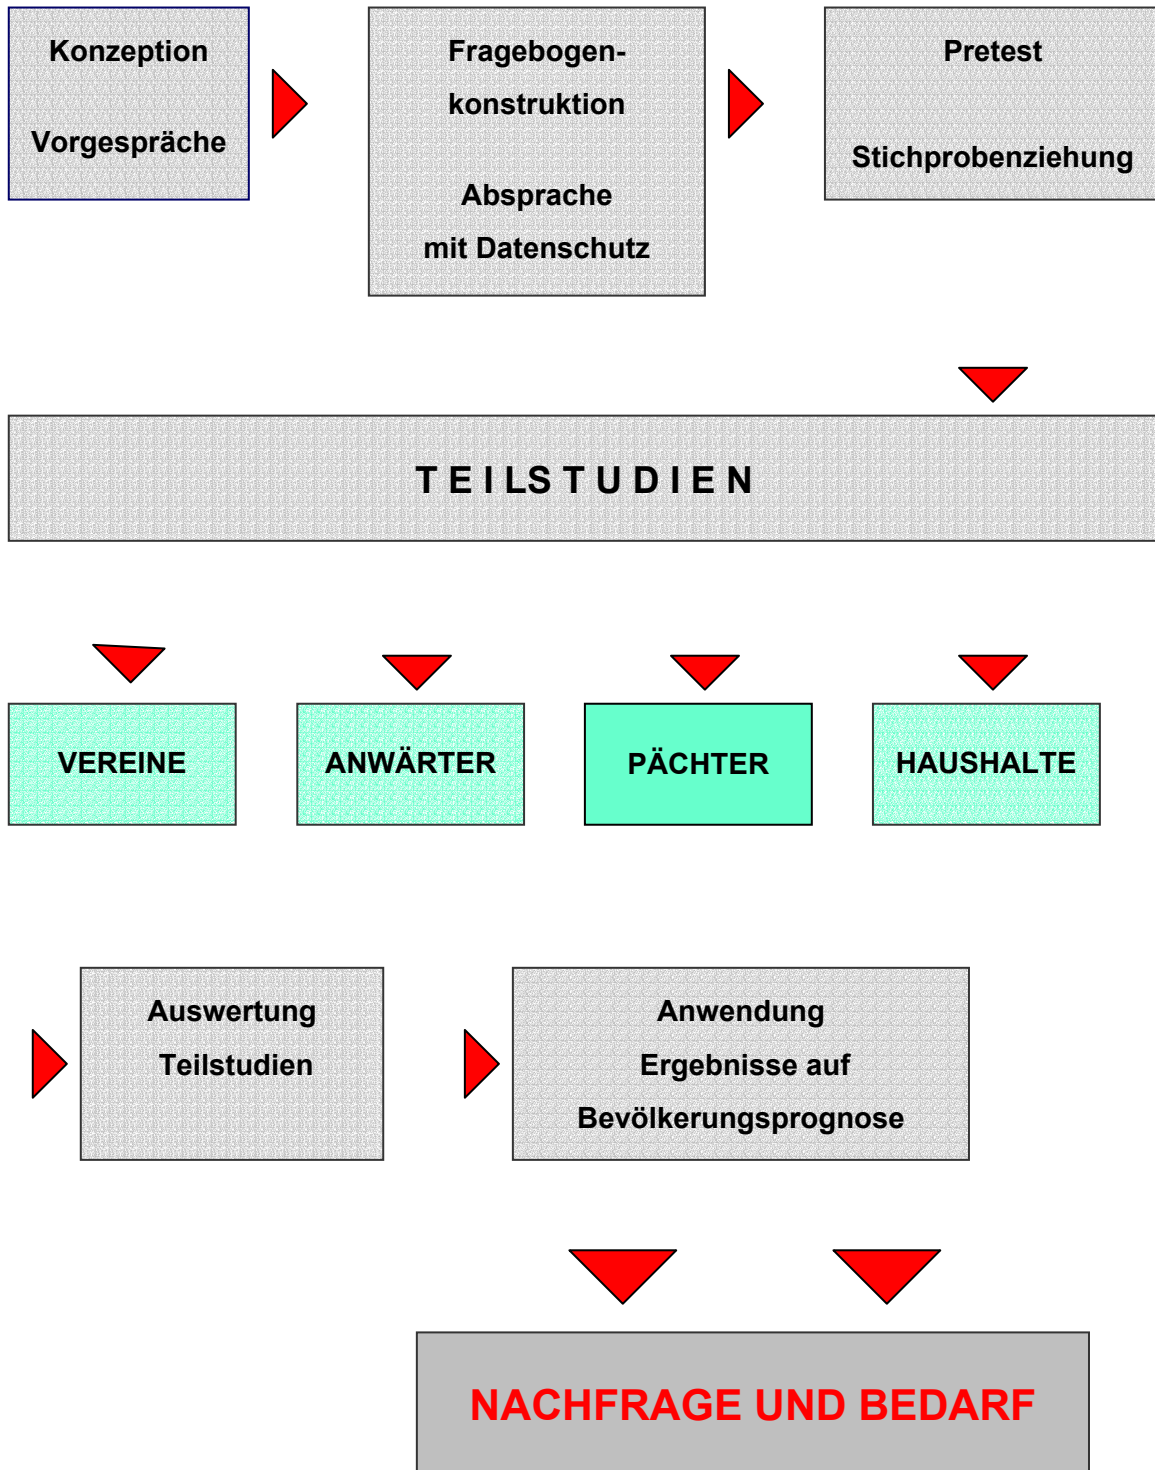 Konzeption
Vorgespräche
Fragebogen-
konstruktion
Absprache
mit Datenschutz
Pretest
Stichprobenziehung
T E I LS T U D I E N
VEREINE
ANWÄRTER
PÄCHTER
HAUSHALTE
Auswertung
Teilstudien
Anwendung
Ergebnisse auf
Bevölkerungsprognose
NACHFRAGE UND BEDARF